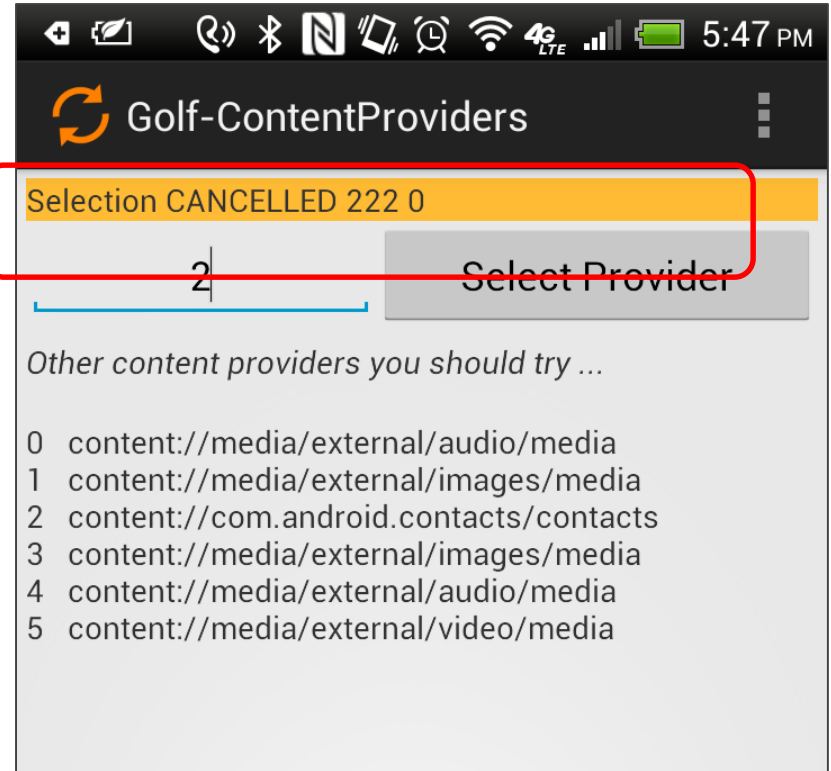 4G LTE 5:47 PM
Golf-ContentProviders
Selection CANCELLED 222 0
2 Select Provider
Other content providers you should try ...
0 content://media/external/audio/media
1 content://media/external/images/media
2 content://com.android.contacts/contacts
3 content://media/external/images/media
4 content://media/external/audio/media
5 content://media/external/video/media